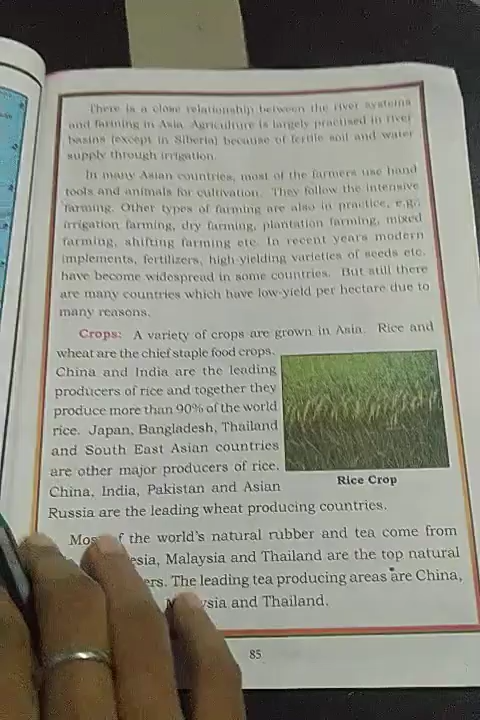 There is a close relationship between the river systems
and farming in Asia. Agriculture is largely practised in river
basins (except in Siberia) because of fertile soil and water
supply through irrigation.
In many Asian countries, most of the farmers use hand
tools and animals for cultivation. They follow the intensive
farming. Other types of farming are also in practice, e.g.,
irrigation farming, dry farming, plantation farming, mixed
farming, shifting farming etc. In recent years modern
implements, fertilizers, high-yielding varieties of seeds etc.
have become widespread in some countries. But still there
are many countries which have low-yield per hectare due to
many reasons.
Crops: A variety of crops are grown in Asia. Rice and
wheat are the chief staple food crops.
China and India are the leading
producers of rice and together they
produce more than 90% of the world
rice. Japan, Bangladesh, Thailand
and South East Asian countries
are other major producers of rice.
China, India, Pakistan and Asian
Rice Crop
Russia are the leading wheat producing countries.
the world's natural rubber and tea come from
Malaysia and Thailand are the top natural
The leading tea producing areas are China,
and Thailand.
85